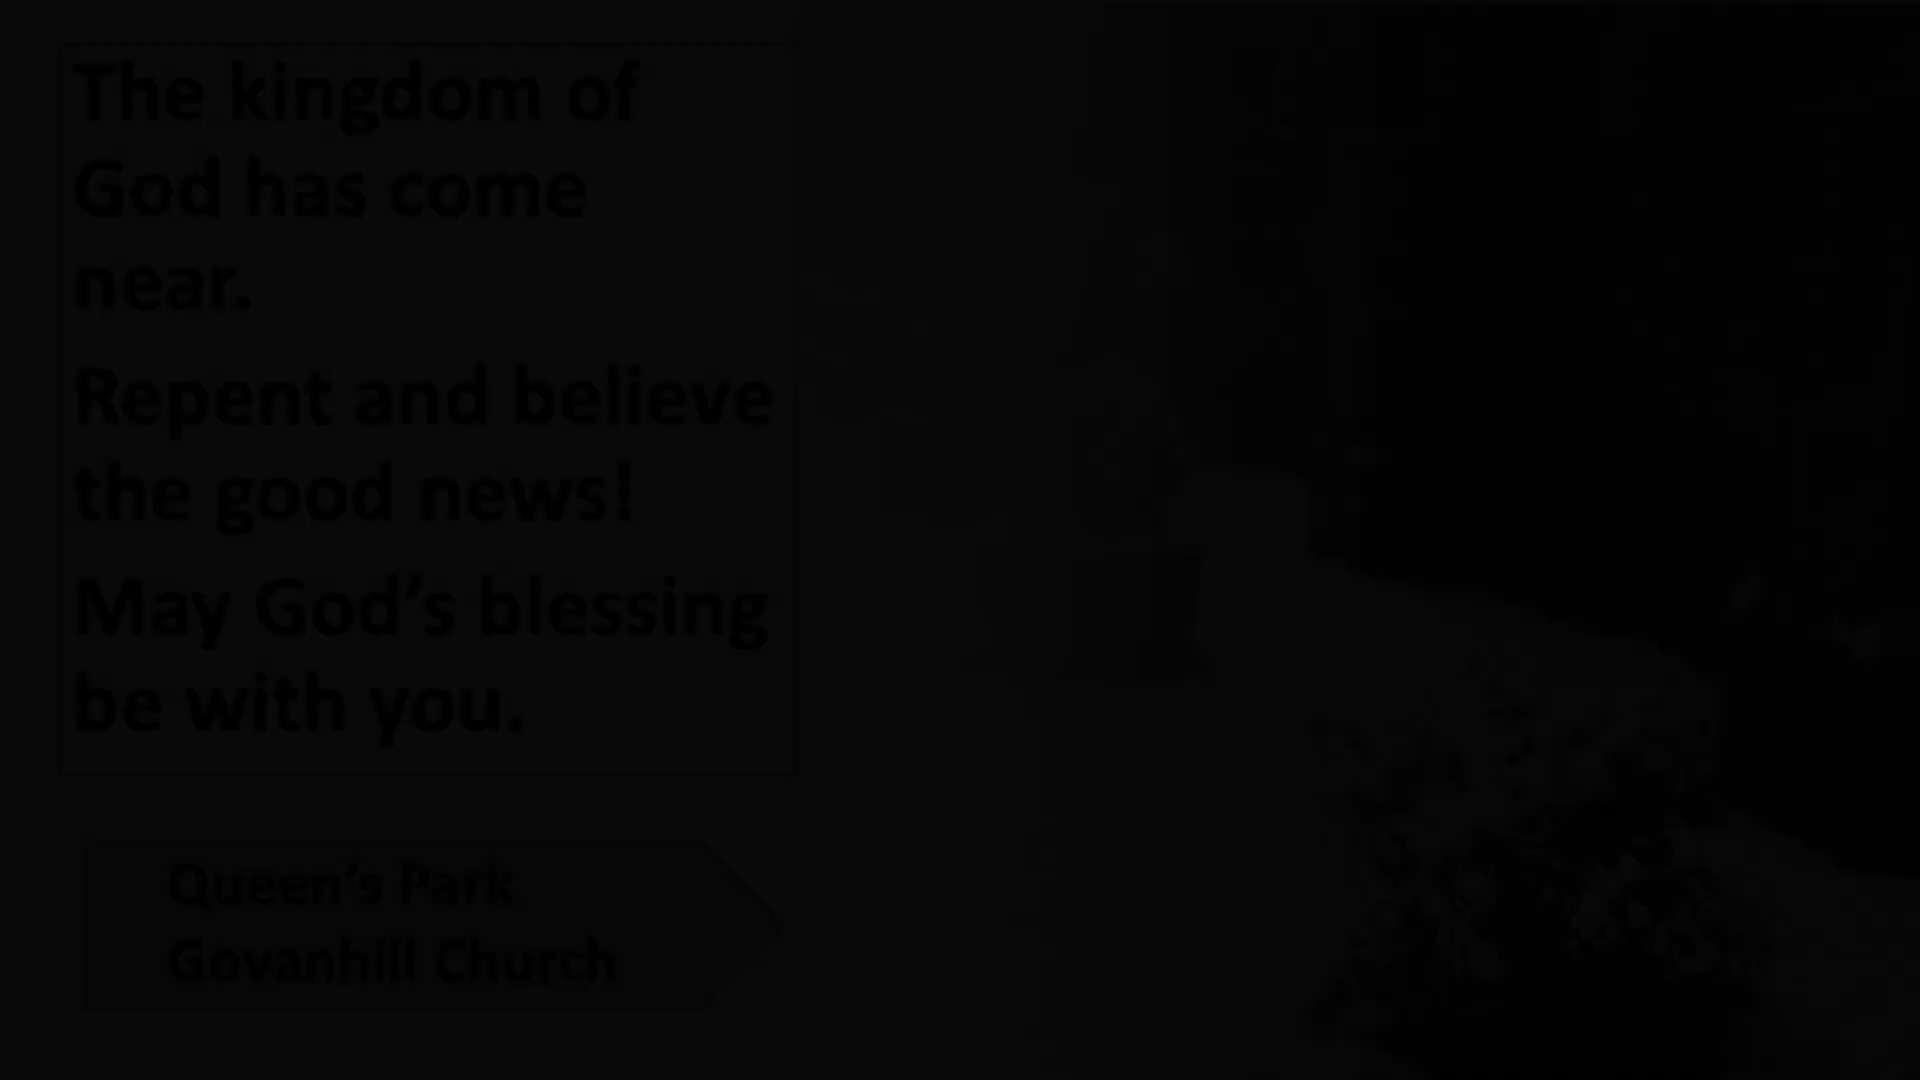 The kingdom of
God has come
near.
Repent and believe
the good news!
May God’s blessing
be with you.
Queen’s Park
Govanhill Church